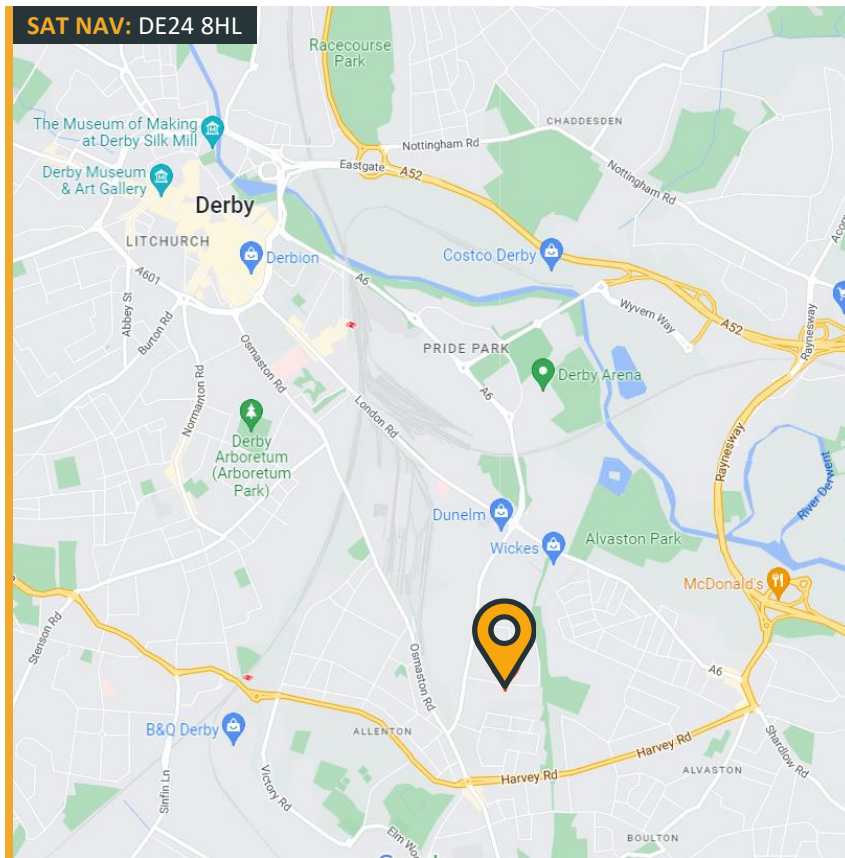 SAT NAV: DE24 8HL
Racecourse
Park
CHADDESDEN
The Museum of Making
at Derby Silk Mill
Nottingham Rd
Eastgate
A52
Nottingham Rd
Derby Museum
& Art Gallery
Derby
LITCHURCH
Derbion
Costco Derby
A601
A6
Wyvern Way
A52
Raynesway
Abbey St
Burton Rd
Osmaston Rd
PRIDE PARK
Derby Arena
Normanton Rd
A6
London Rd
Derby
Arboretum
(Arboretum
Park)
Raynesway
River Derwent
Dunelm
Wickes
Alvaston Park
McDonald's
Stenson Rd
Osmaston Rd
A6
B&Q Derby
ALLENTON
Harvey Rd
Harvey Rd
Shardlow Rd
ALVASTON
Sinfin Ln
Victory Rd
BOULTON